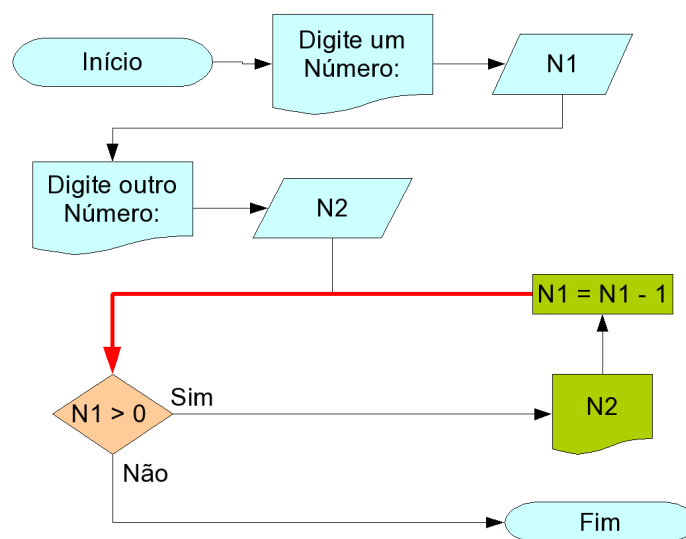 Início
Digite um
Número:
N1
Digite outro
Número:
N2
N1 = N1 - 1
N1 > 0
Sim
N2
Não
Fim